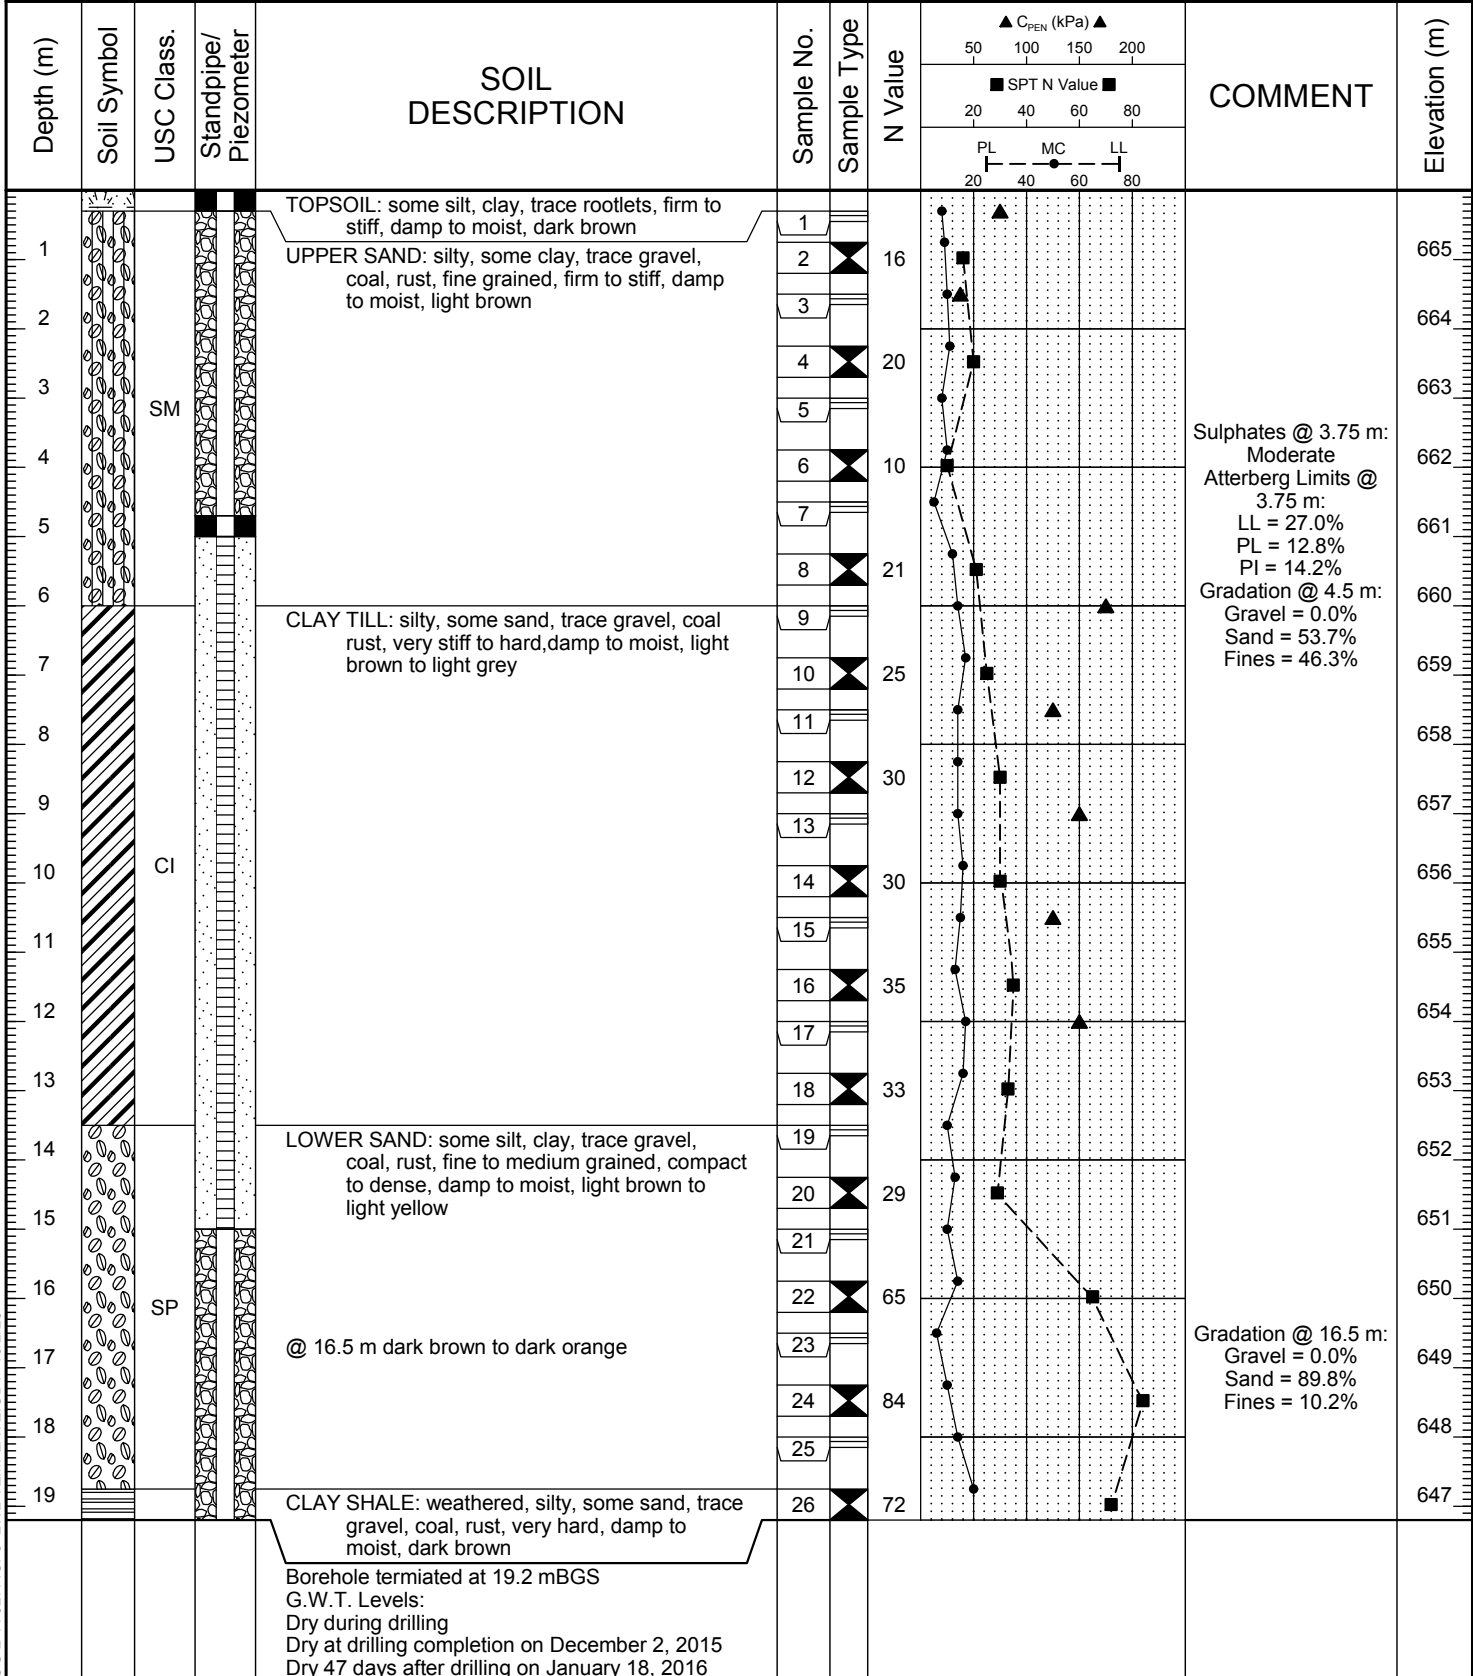 Depth (m)
Soil Symbol
USC Class.
Standpipe/
Piezometer
SOIL
DESCRIPTION
Sample No.
Sample Type
N Value
▲ C_PEN (kPa) ▲
50 100 150 200
■ SPT N Value ■
20 40 60 80
PL MC LL
20 40 60 80
COMMENT
Elevation (m)
TOPSOIL: some silt, clay, trace rootlets, firm to
stiff, damp to moist, dark brown
1
UPPER SAND: silty, some clay, trace gravel,
coal, rust, fine grained, firm to stiff, damp
to moist, light brown
1
2
16
665
3
2
664
4
20
3
663
SM
5
Sulphates @ 3.75 m:
Moderate
Atterberg Limits @
3.75 m:
LL = 27.0%
PL = 12.8%
PI = 14.2%
Gradation @ 4.5 m:
Gravel = 0.0%
Sand = 53.7%
Fines = 46.3%
4
6
10
662
7
5
661
8
21
6
660
CLAY TILL: silty, some sand, trace gravel, coal
rust, very stiff to hard,damp to moist, light
brown to light grey
9
7
10
25
659
11
8
658
12
30
9
657
13
CI
10
14
30
656
15
11
655
16
35
12
654
17
13
18
33
653
LOWER SAND: some silt, clay, trace gravel,
coal, rust, fine to medium grained, compact
to dense, damp to moist, light brown to
light yellow
19
14
652
20
29
15
651
21
16
22
65
650
SP
@ 16.5 m dark brown to dark orange
23
Gradation @ 16.5 m:
Gravel = 0.0%
Sand = 89.8%
Fines = 10.2%
17
649
24
84
18
648
25
19
647
CLAY SHALE: weathered, silty, some sand, trace
gravel, coal, rust, very hard, damp to
moist, dark brown
26
72
Borehole termiated at 19.2 mBGS
G.W.T. Levels:
Dry during drilling
Dry at drilling completion on December 2, 2015
Dry 47 days after drilling on January 18, 2016